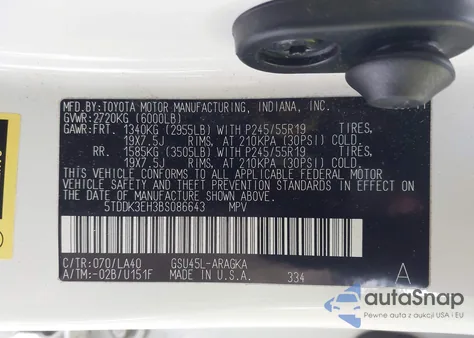 MFD.BY:TOYOTA MOTOR MANUFACTURING, INDIANA, INC.
GVWR:2720KG (6000LB)
GAWR:FRT. 1340KG (2955LB) WITH P245/55R19 TIRES,
19X7.5J RIMS, AT 210KPA (30PSI) COLD.
RR. 1585KG (3505LB) WITH P245/55R19 TIRES,
19X7.5J RIMS, AT 210KPA (30PSI) COLD.
THIS VEHICLE CONFORMS TO ALL APPLICABLE FEDERAL MOTOR
VEHICLE SAFETY AND THEFT PREVENTION STANDARDS IN EFFECT ON
THE DATE OF MANUFACTURE SHOWN ABOVE.
5TDDK3EH3BS086643 MPV
C/TR:070/LA40 GSU45L-ARAGKA
A/TM:-02B/U151F MADE IN U.S.A. 334 A
autoSnap
Pewne auta z aukcji USA i EU